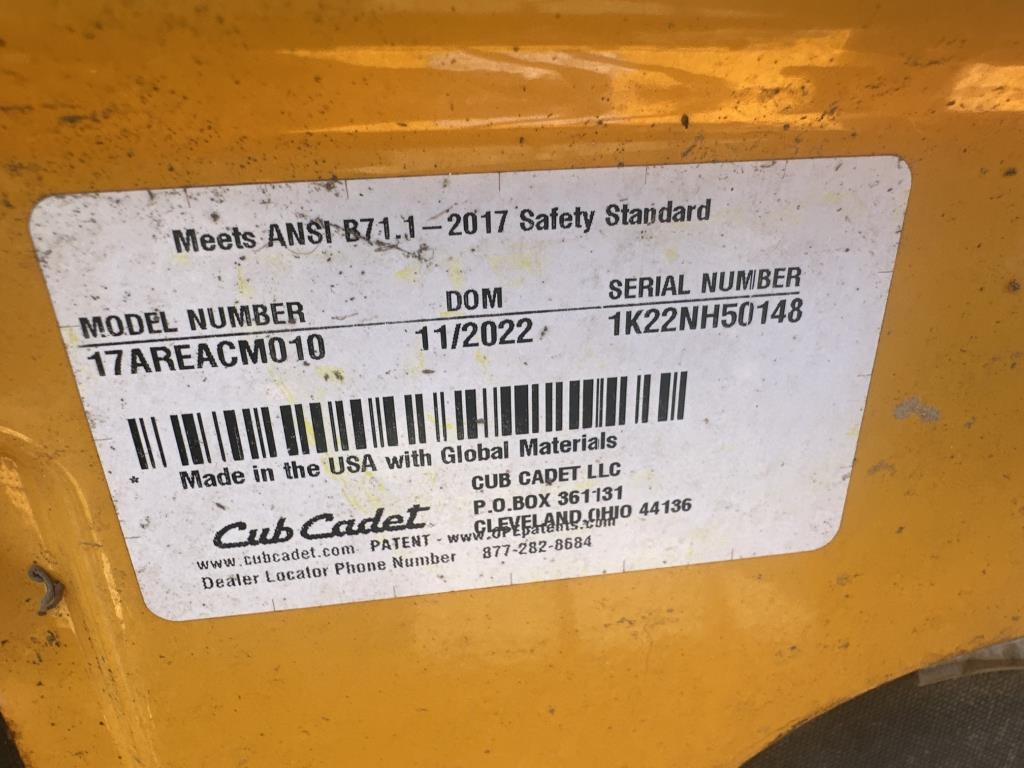 Meets ANSI B71.1–2017 Safety Standard
MODEL NUMBER DOM SERIAL NUMBER
17AREACM010 11/2022 1K22NH50148
* Made in the USA with Global Materials
CUB CADET LLC
P.O.BOX 361131
Cub Cadet CLEVELAND, OHIO 44136
www.cubcadet.com PATENT - www.OPEpatents.com
Dealer Locator Phone Number 877-282-8684